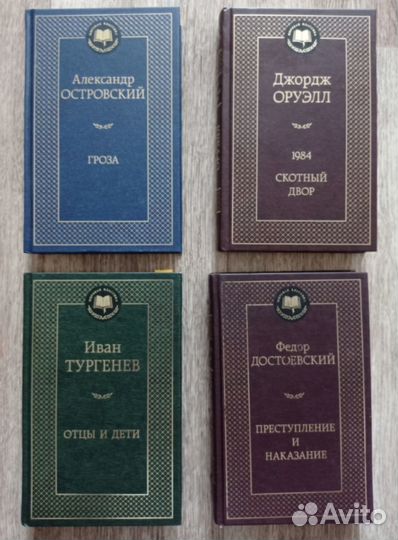 Александр
ОСТРОВСКИЙ
ГРОЗА
Джордж
ОРУЭЛЛ
1984
СКОТНЫЙ
ДВОР
Иван
ТУРГЕНЕВ
ОТЦЫ И ДЕТИ
Федор
ДОСТОЕВСКИЙ
ПРЕСТУПЛЕНИЕ
И
НАКАЗАНИЕ
Avito